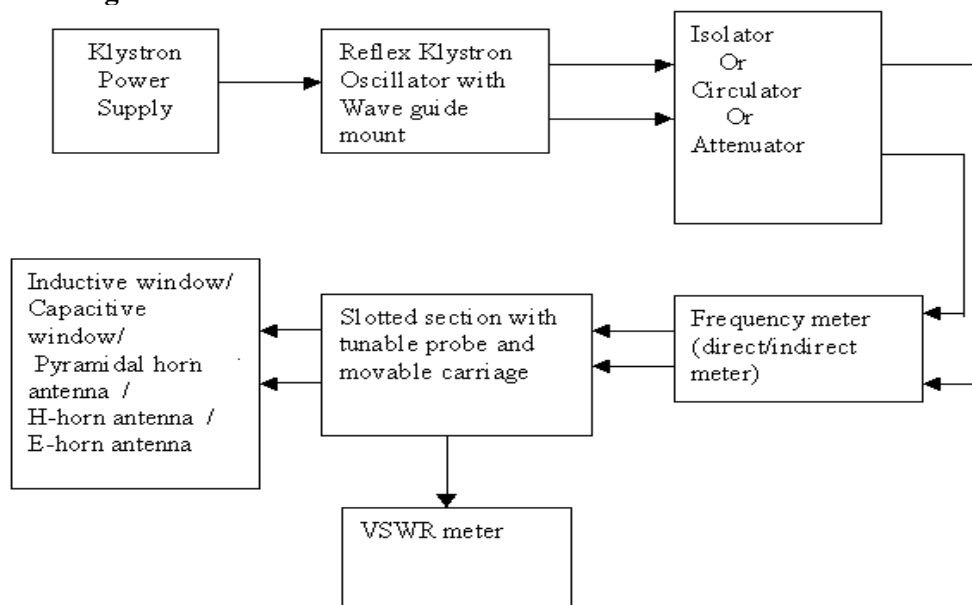 Klystron
Power
Supply
Reflex Klystron
Oscillator with
Wave guide
mount
Isolator
Or
Circulator
Or
Attenuator
Inductive window/
Capacitive
window/
Pyramidal horn
antenna /
H-horn antenna /
E-horn antenna
Slotted section with
tunable probe and
movable carriage
Frequency meter
(direct/indirect
meter)
VSWR meter